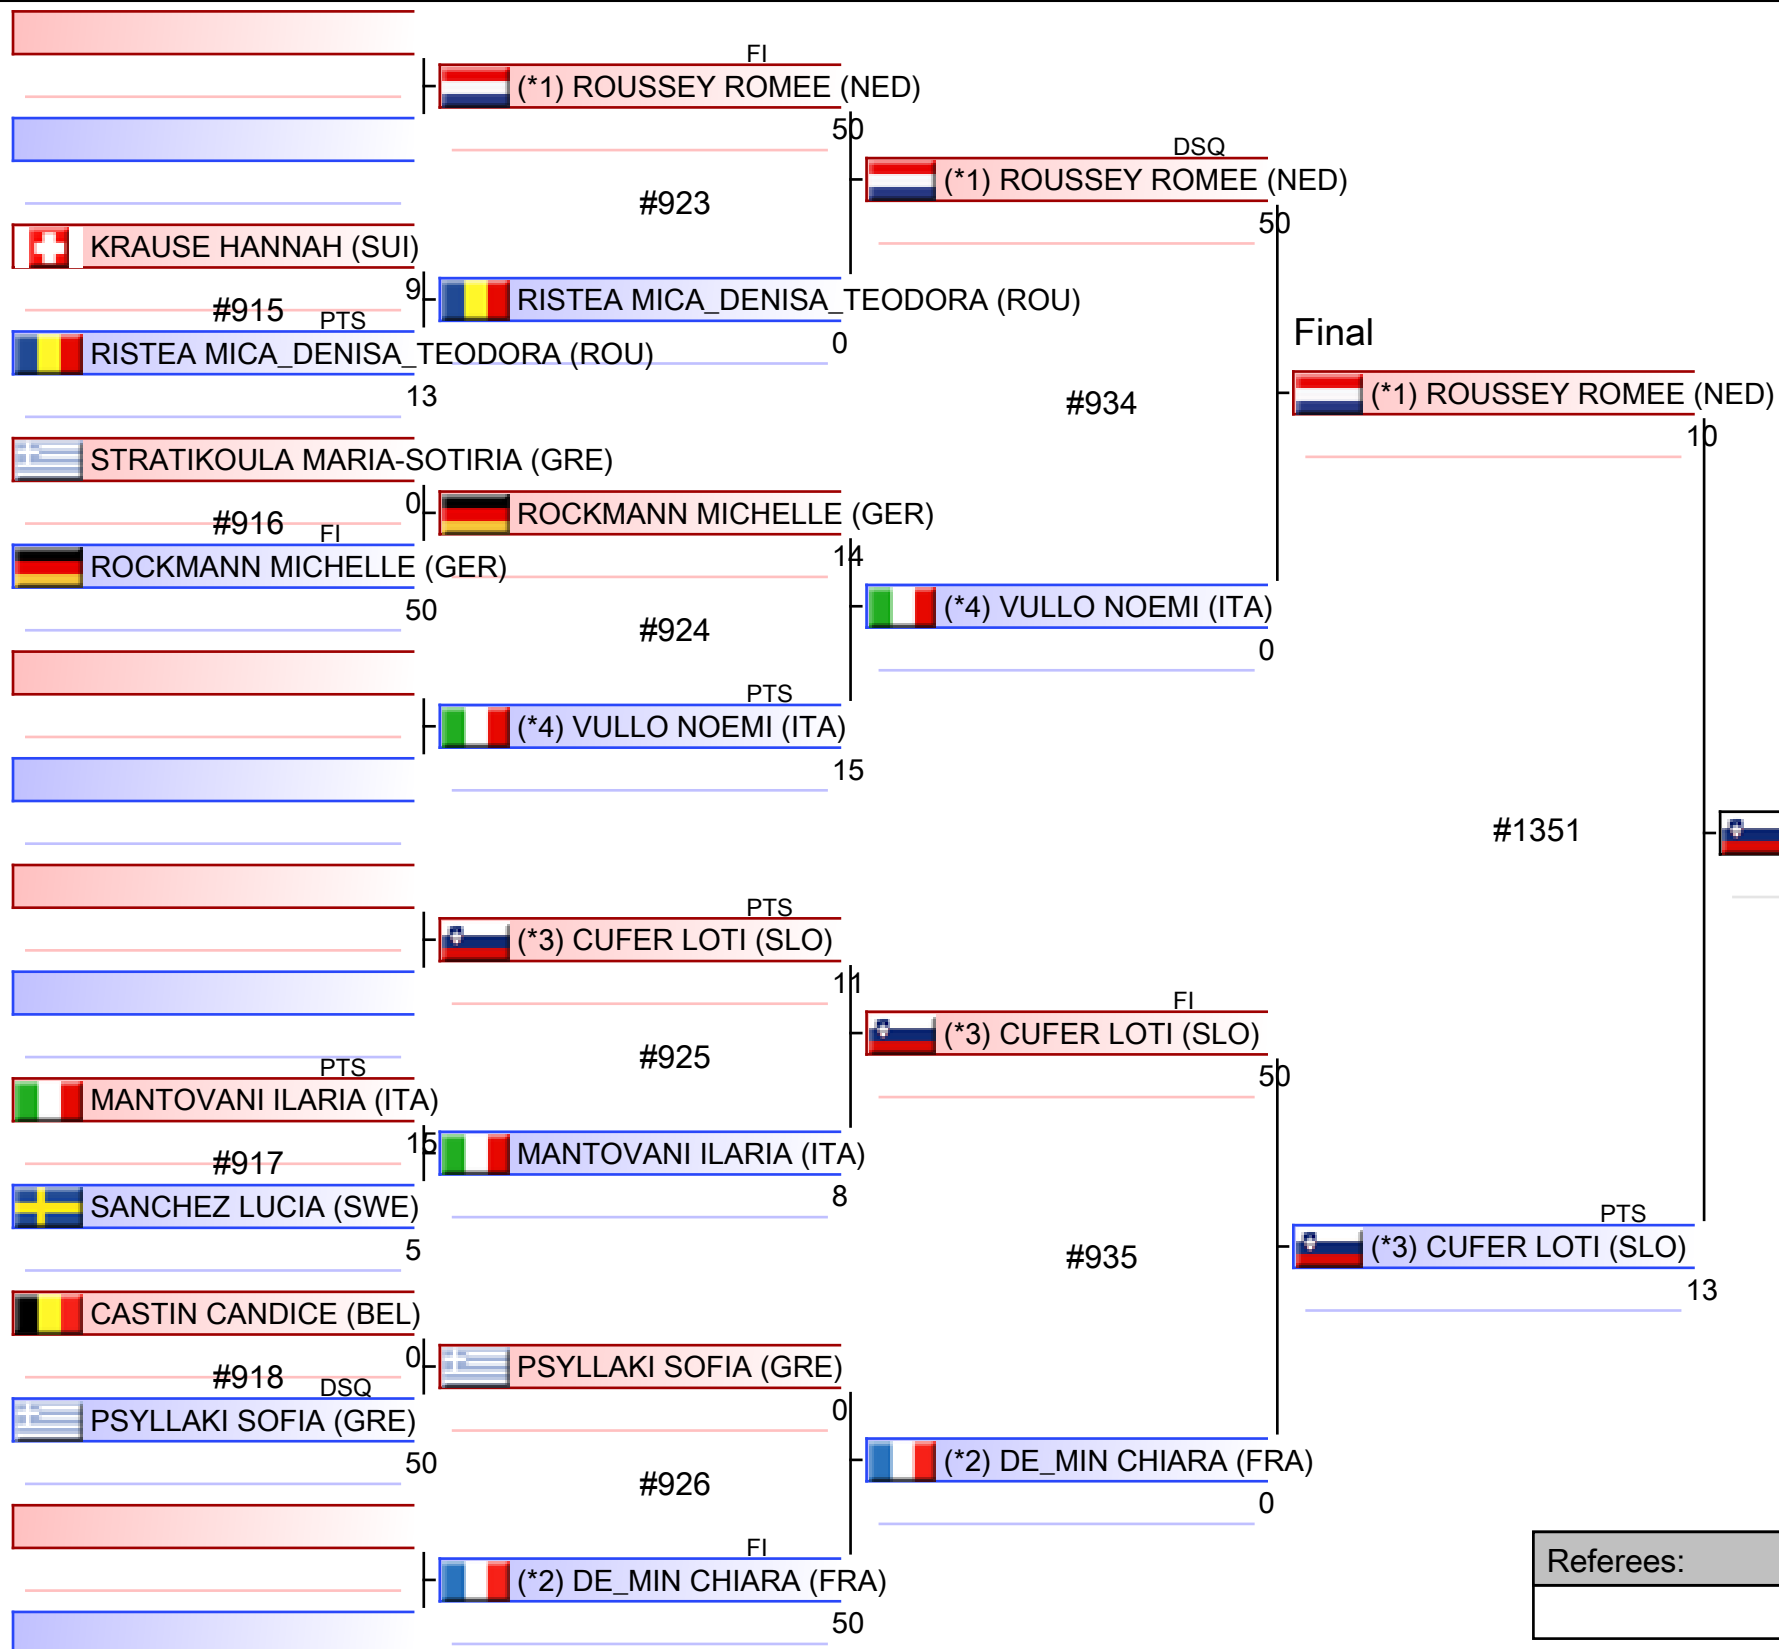 FI
(*1) ROUSSEY ROMEE (NED)
50
#923
KRAUSE HANNAH (SUI)
9
#915
PTS
RISTEA MICA_DENISA_TEODORA (ROU)
13
RISTEA MICA_DENISA_TEODORA (ROU)
0
DSQ
(*1) ROUSSEY ROMEE (NED)
50
#934
Final
(*1) ROUSSEY ROMEE (NED)
10
STRATIKOULA MARIA-SOTIRIA (GRE)
0
#916
FI
ROCKMANN MICHELLE (GER)
50
ROCKMANN MICHELLE (GER)
14
#924
PTS
(*4) VULLO NOEMI (ITA)
15
(*4) VULLO NOEMI (ITA)
0
#1351
PTS
(*3) CUFER LOTI (SLO)
11
#925
PTS
MANTOVANI ILARIA (ITA)
15
#917
SANCHEZ LUCIA (SWE)
5
MANTOVANI ILARIA (ITA)
8
FI
(*3) CUFER LOTI (SLO)
50
#935
PTS
(*3) CUFER LOTI (SLO)
13
CASTIN CANDICE (BEL)
0
#918
DSQ
PSYLLAKI SOFIA (GRE)
50
PSYLLAKI SOFIA (GRE)
0
#926
FI
(*2) DE_MIN CHIARA (FRA)
50
(*2) DE_MIN CHIARA (FRA)
0
Referees: